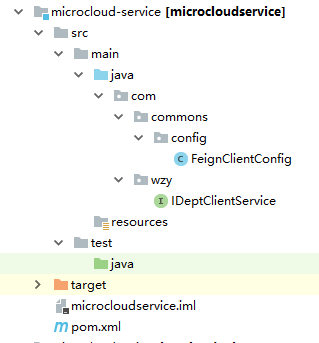 microcloud-service [microcloudservice]
src
main
java
com
commons
config
FeignClientConfig
wzy
IDeptClientService
resources
test
java
target
microcloudservice.iml
pom.xml